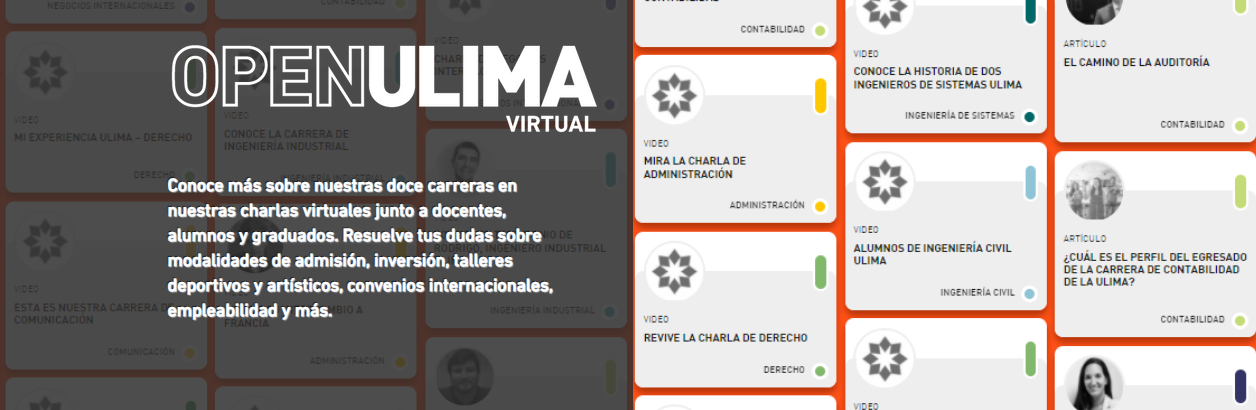 OPENULIMA
VIRTUAL
Conoce más sobre nuestras doce carreras en
nuestras charlas virtuales junto a docentes,
alumnos y graduados. Resuelve tus dudas sobre
modalidades de admisión, inversión, talleres
deportivos y artísticos, convenios internacionales,
empleabilidad y más.
NEGOCIOS INTERNACIONALES
VIDEO
MI EXPERIENCIA ULIMA – DERECHO
DERECHO
VIDEO
ESTA ES NUESTRA CARRERA DE
COMUNICACIÓN
COMUNICACIÓN
CONTABILIDAD
VIDEO
CONOCE LA CARRERA DE
INGENIERÍA INDUSTRIAL
INGENIERÍA INDUSTRIAL
FRANCIA
ADMINISTRACIÓN
VIDEO
RODRIGO, INGENIERO INDUSTRIAL
INGENIERÍA INDUSTRIAL
CONTABILIDAD
VIDEO
MIRA LA CHARLA DE
ADMINISTRACIÓN
ADMINISTRACIÓN
VIDEO
REVIVE LA CHARLA DE DERECHO
DERECHO
VIDEO
CONOCE LA HISTORIA DE DOS
INGENIEROS DE SISTEMAS ULIMA
INGENIERÍA DE SISTEMAS
VIDEO
ALUMNOS DE INGENIERÍA CIVIL
ULIMA
INGENIERÍA CIVIL
VIDEO
ARTÍCULO
EL CAMINO DE LA AUDITORÍA
CONTABILIDAD
ARTÍCULO
¿CUÁL ES EL PERFIL DEL EGRESADO
DE LA CARRERA DE CONTABILIDAD
DE LA ULIMA?
CONTABILIDAD